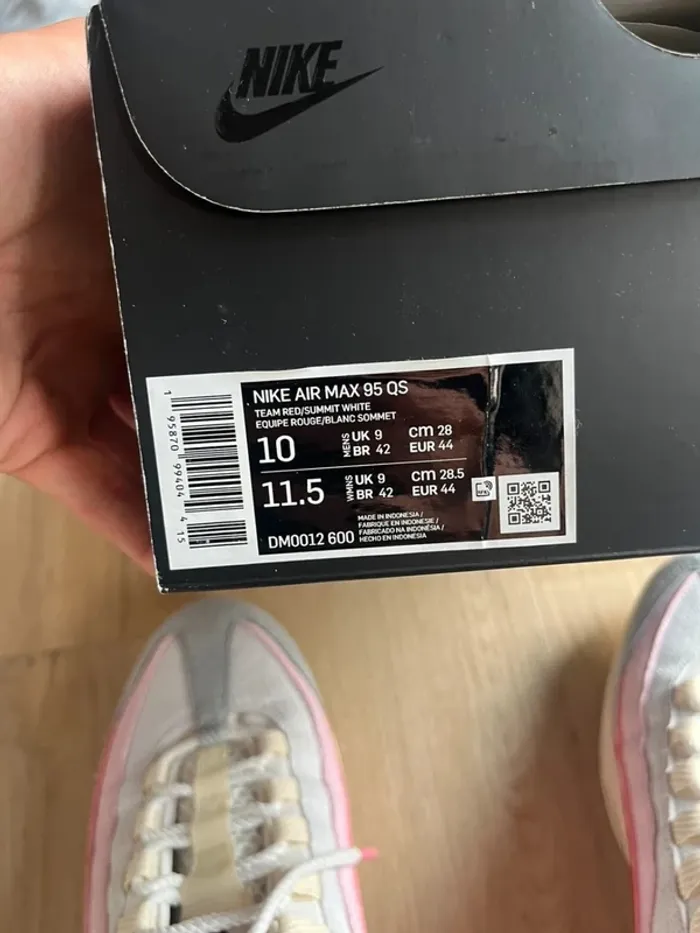 NIKE
NIKE AIR MAX 95 QS
TEAM RED/SUMMIT WHITE
EQUIPE ROUGE/BLANC SOMMET
10 MENS UK 9 cm 28
BR 42 EUR 44
11.5 WMNS UK 9 cm 28.5
BR 42 EUR 44
MADE IN INDONESIA /
FABRIQUE EN INDONESIE /
FABRICADO NA INDONÉSIA /
DM0012 600 HECHO EN INDONESIA
1 95870 99404 4 15